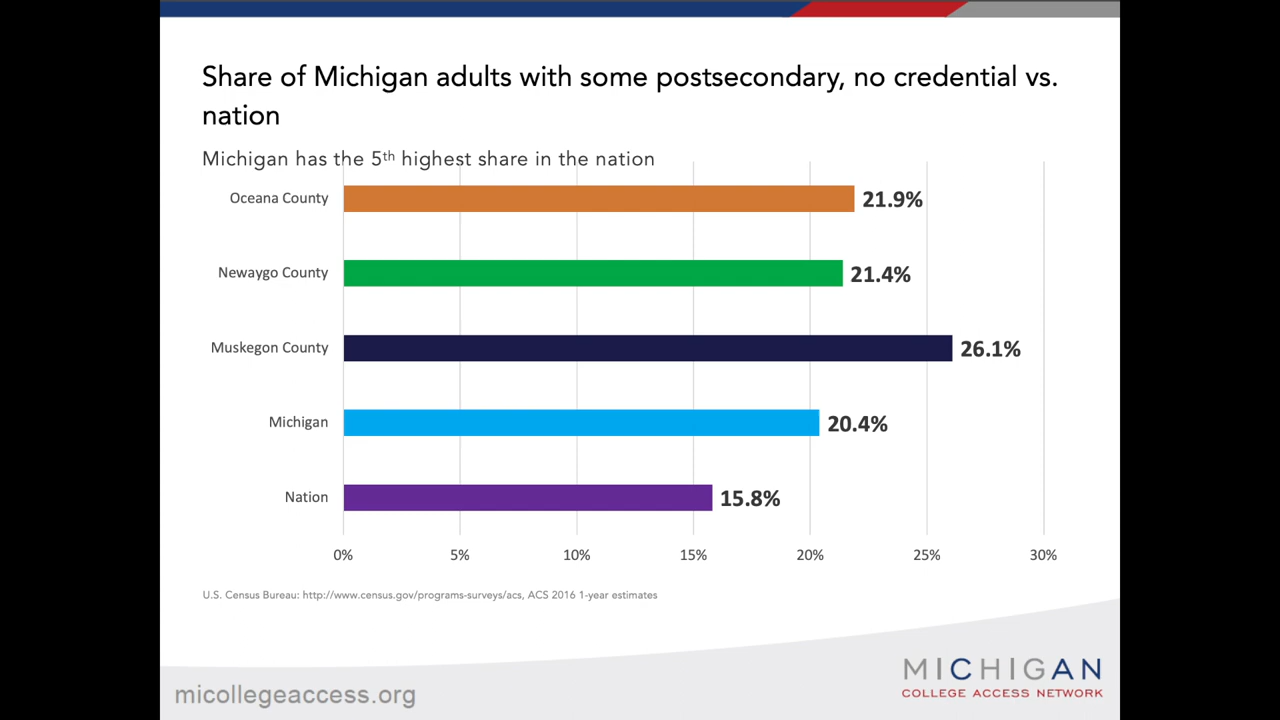 Share of Michigan adults with some postsecondary, no credential vs.
nation
Michigan has the 5th highest share in the nation
Oceana County 21.9%
Newaygo County 21.4%
Muskegon County 26.1%
Michigan 20.4%
Nation 15.8%
0% 5% 10% 15% 20% 25% 30%
U.S. Census Bureau: http://www.census.gov/programs-surveys/acs, ACS 2016 1-year estimates
micollegeaccess.org
MICHIGAN
COLLEGE ACCESS NETWORK